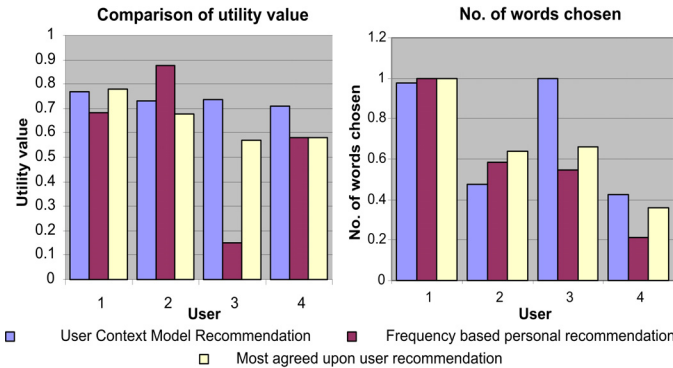 Comparison of utility value
No. of words chosen
Utility value
1
0.9
0.8
0.7
0.6
0.5
0.4
0.3
0.2
0.1
0
1 2 3 4
User
No. of words chosen
1.2
1
0.8
0.6
0.4
0.2
0
1 2 3 4
User
User Context Model Recommendation
Frequency based personal recommendation
Most agreed upon user recommendation